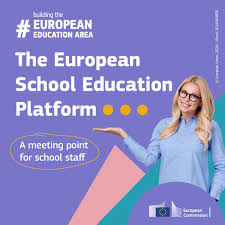 building the
#EUROPEAN
EDUCATION AREA
The European
School Education
Platform
A meeting point
for school staff
European
Commission